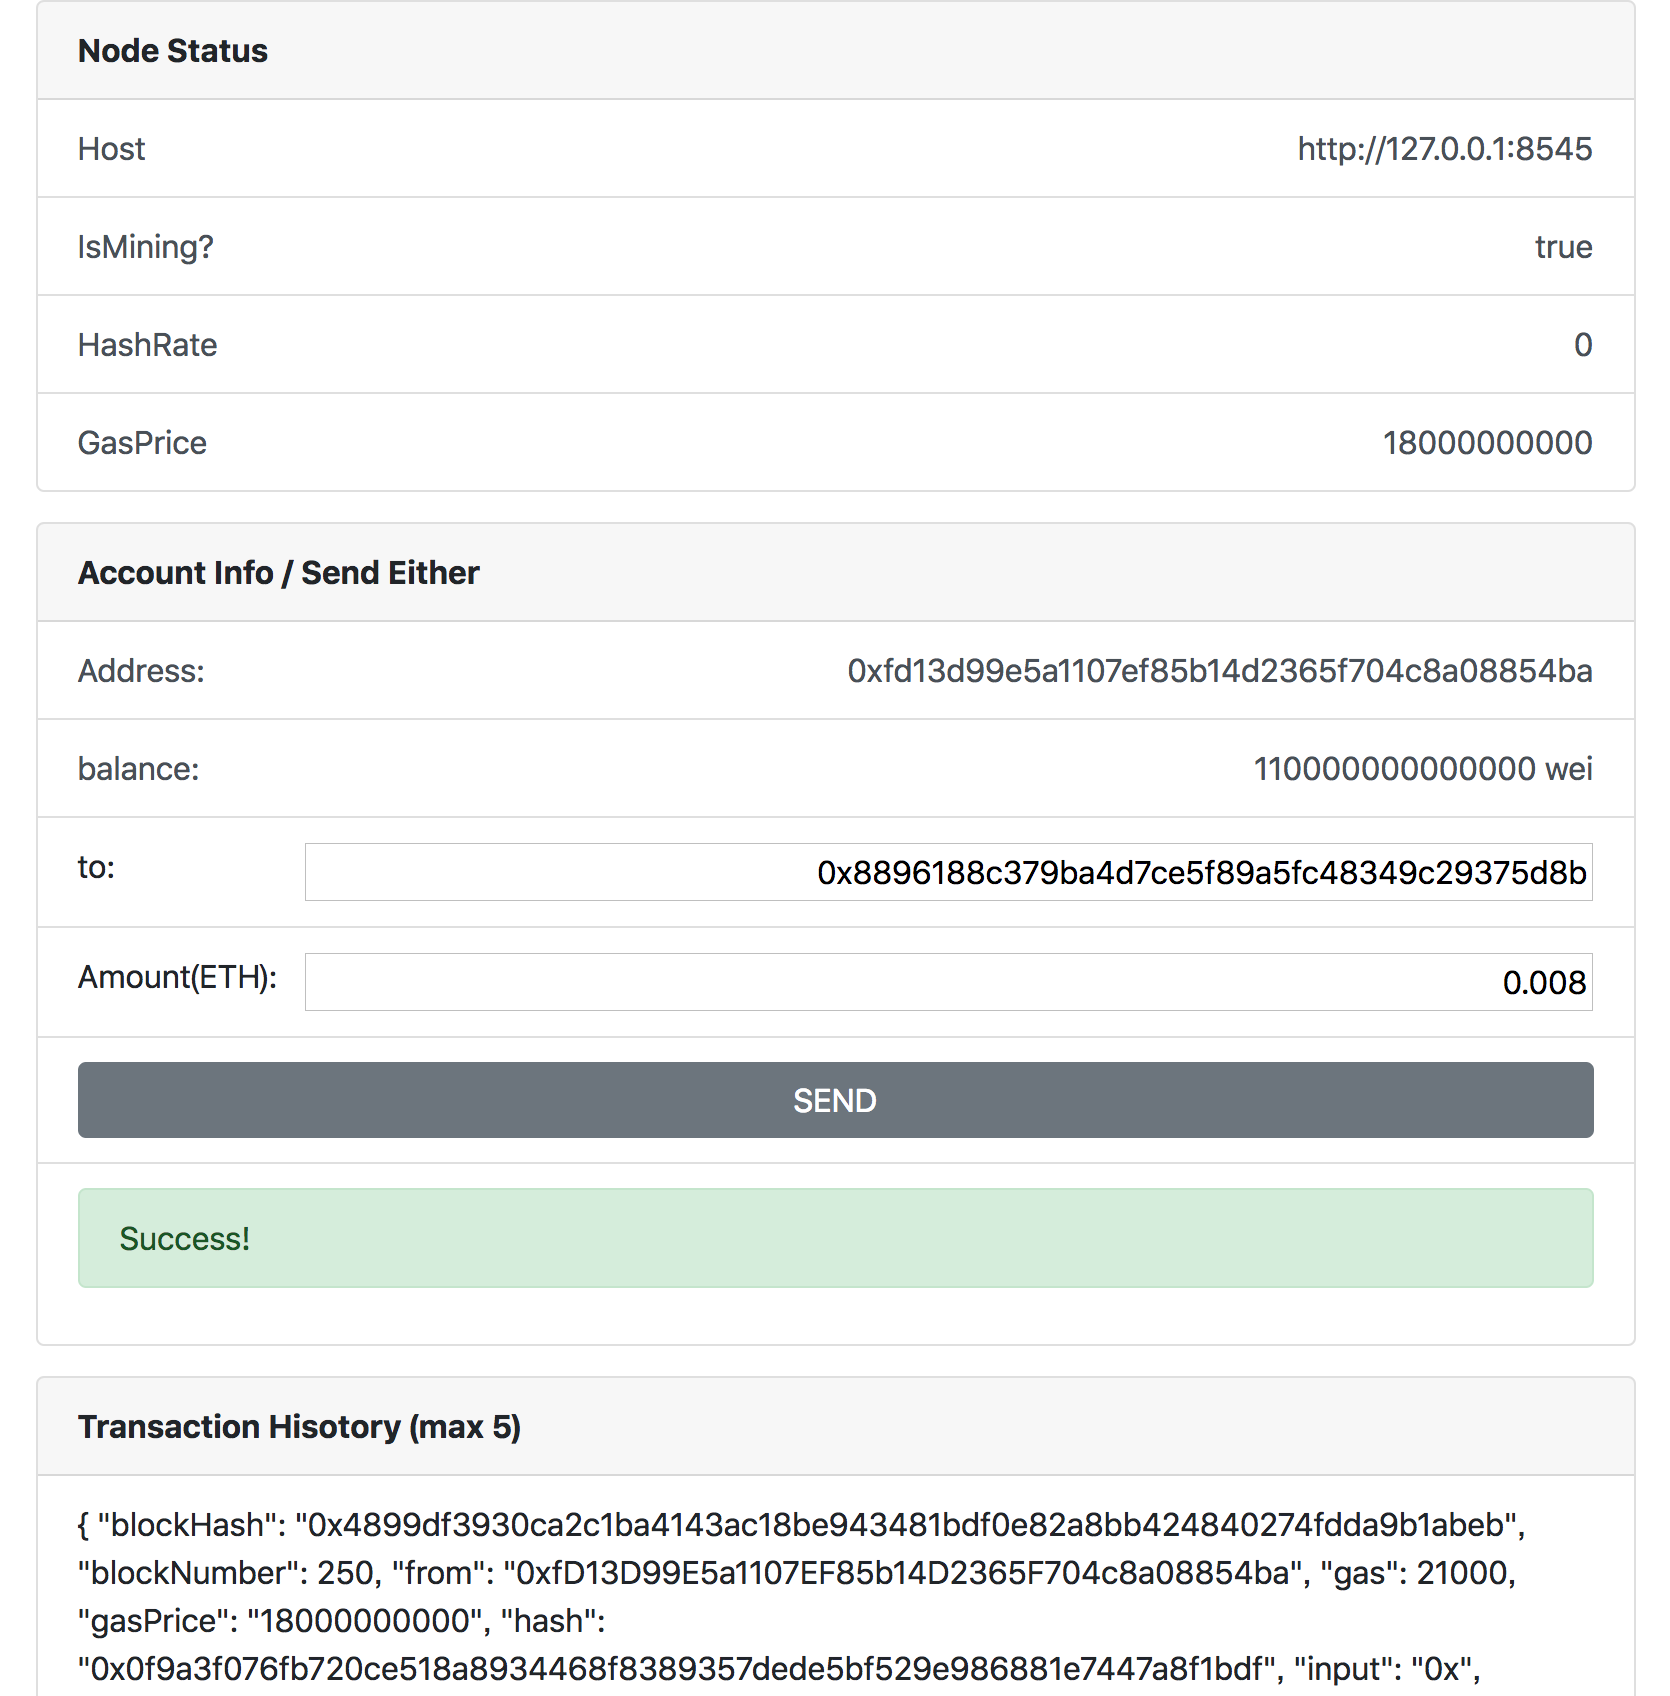 Node Status
Host http://127.0.0.1:8545
IsMining? true
HashRate 0
GasPrice 18000000000
Account Info / Send Either
Address: 0xfd13d99e5a1107ef85b14d2365f704c8a08854ba
balance: 110000000000000 wei
to: 0x8896188c379ba4d7ce5f89a5fc48349c29375d8b
Amount(ETH): 0.008
SEND
Success!
Transaction Hisotory (max 5)
{ "blockHash": "0x4899df3930ca2c1ba4143ac18be943481bdf0e82a8bb424840274fdda9b1abeb",
"blockNumber": 250, "from": "0xfD13D99E5a1107EF85b14D2365F704c8a08854ba", "gas": 21000,
"gasPrice": "18000000000", "hash":
"0x0f9a3f076fb720ce518a8934468f8389357dede5bf529e986881e7447a8f1bdf", "input": "0x",